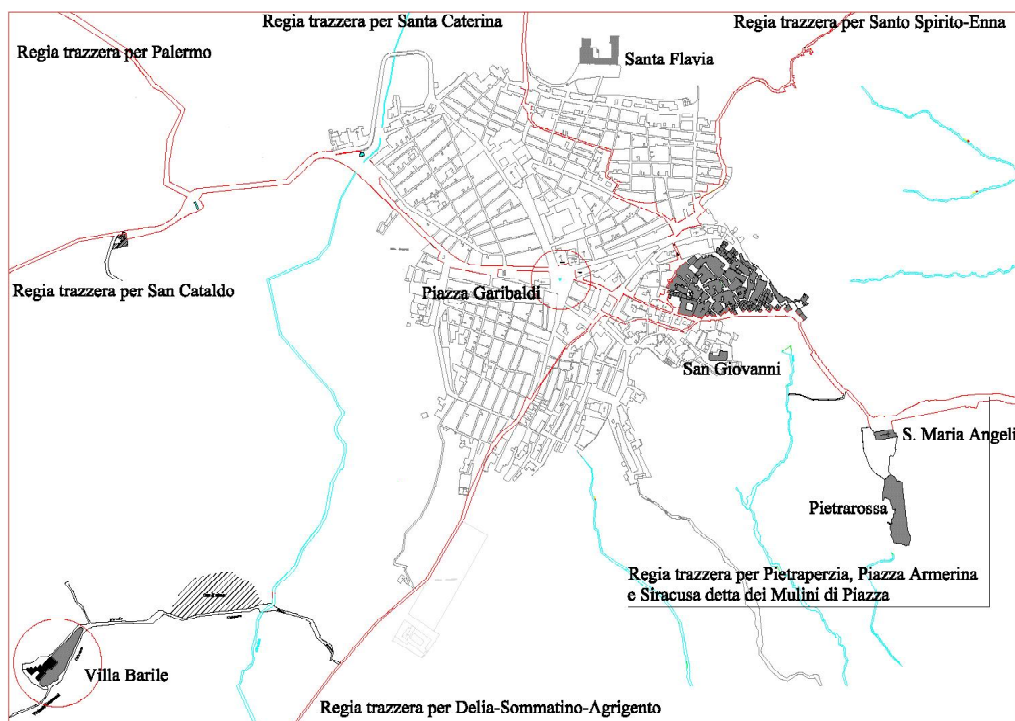 Regia trazzera per Santa Caterina
Regia trazzera per Santo Spirito-Enna
Regia trazzera per Palermo
Santa Flavia
Regia trazzera per San Cataldo
Piazza Garibaldi
San Giovanni
S. Maria Angeli
Pietrarossa
Regia trazzera per Pietraperzia, Piazza Armerina
e Siracusa detta dei Mulini di Piazza
Villa Barile
Regia trazzera per Delia-Sommatino-Agrigento